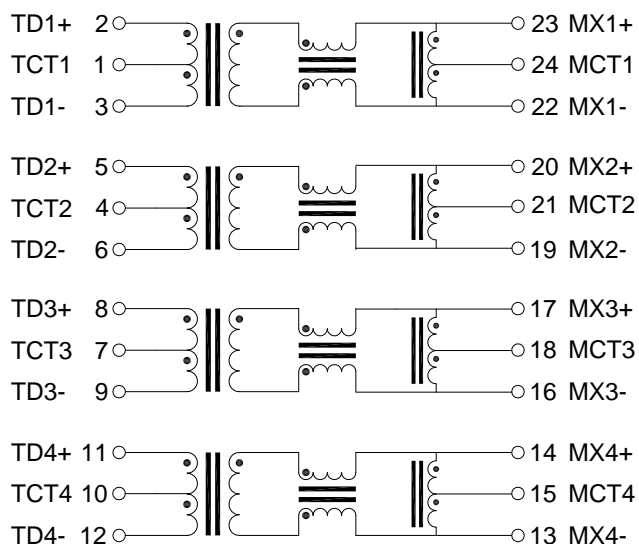 TD1+ 2 23 MX1+
TCT1 1 24 MCT1
TD1- 3 22 MX1-
TD2+ 5 20 MX2+
TCT2 4 21 MCT2
TD2- 6 19 MX2-
TD3+ 8 17 MX3+
TCT3 7 18 MCT3
TD3- 9 16 MX3-
TD4+ 11 14 MX4+
TCT4 10 15 MCT4
TD4- 12 13 MX4-